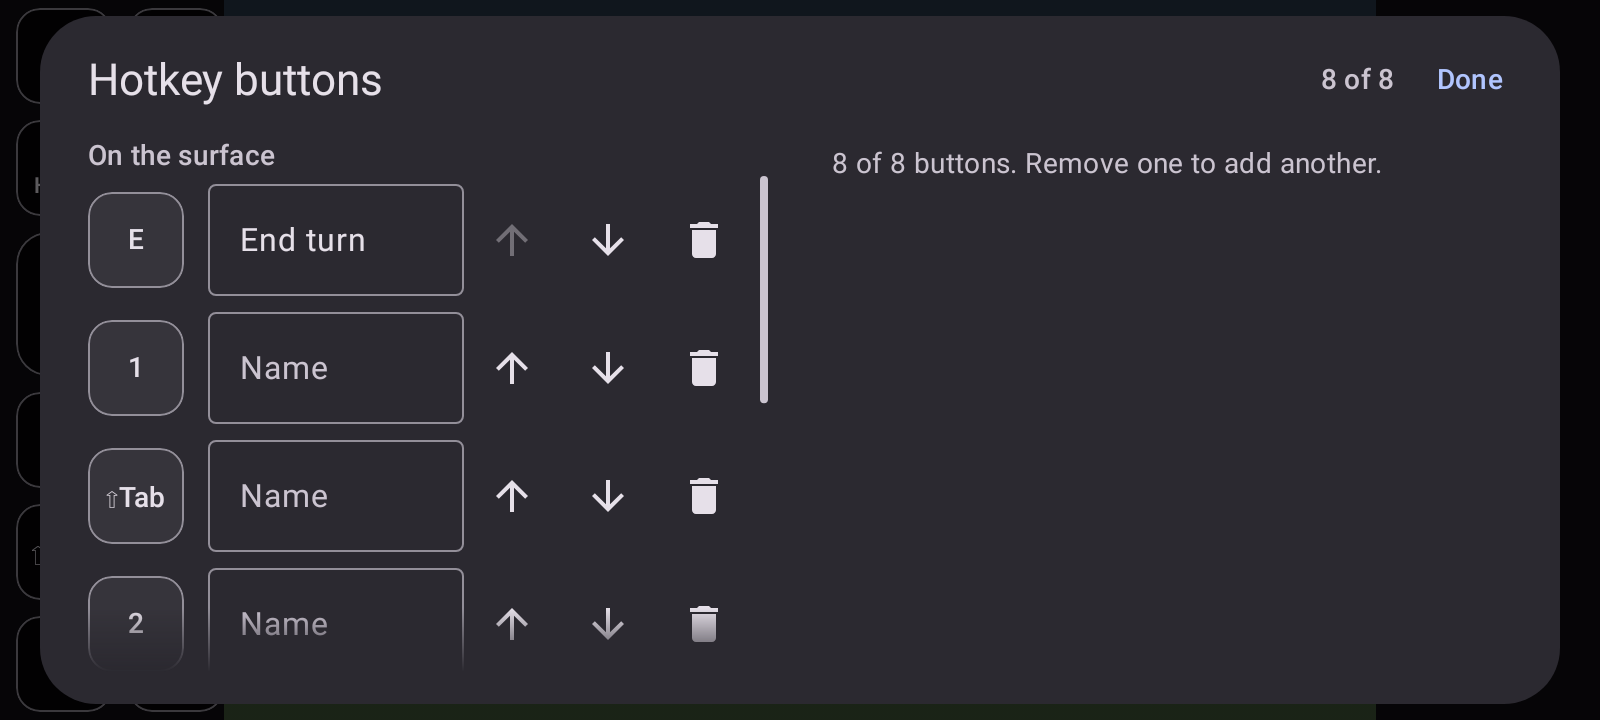 Hotkey buttons
8 of 8
Done
On the surface
8 of 8 buttons. Remove one to add another.
E
End turn
1
Name
⇧Tab
Name
2
Name